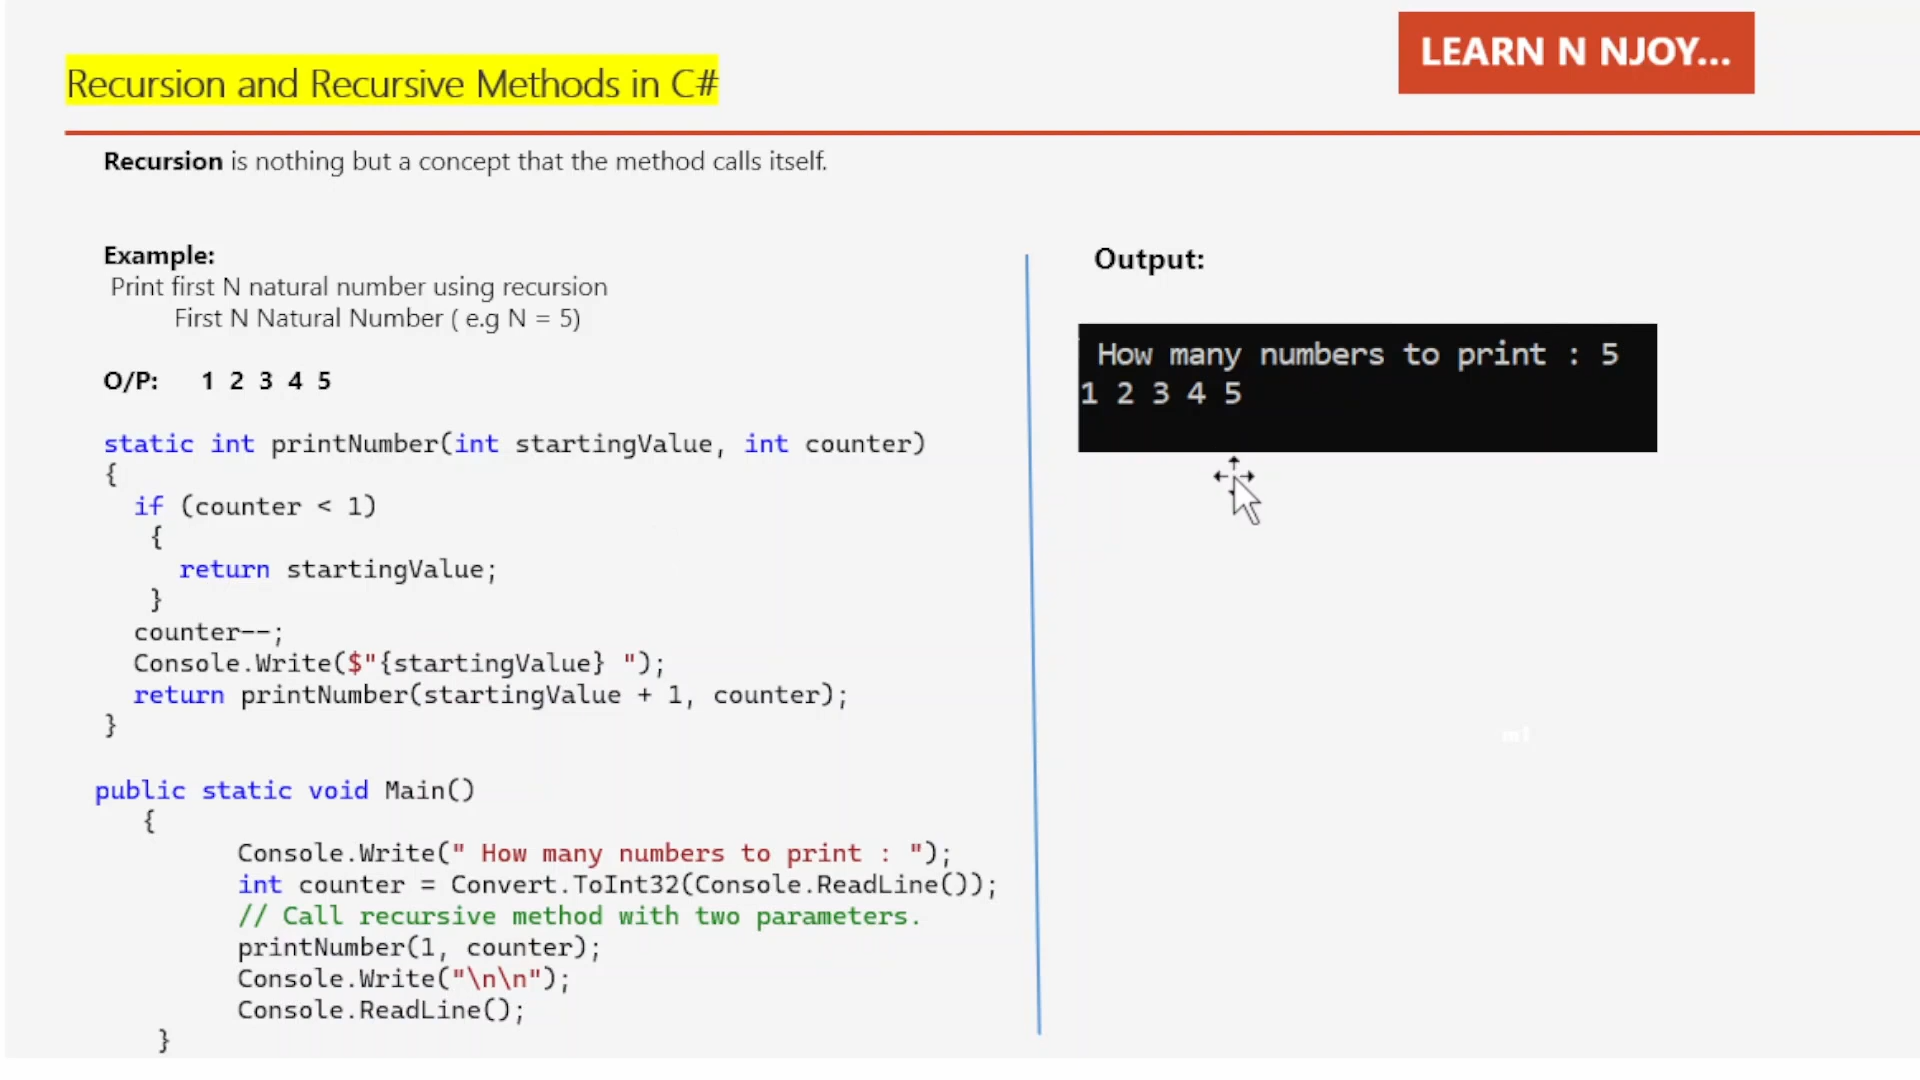 LEARN N NJOY...
Recursion and Recursive Methods in C#
Recursion is nothing but a concept that the method calls itself.
Example:
Print first N natural number using recursion
First N Natural Number ( e.g N = 5)
O/P: 1 2 3 4 5
static int printNumber(int startingValue, int counter)
{
if (counter < 1)
{
return startingValue;
}
counter--;
Console.Write($"{startingValue} ");
return printNumber(startingValue + 1, counter);
}
public static void Main()
{
Console.Write(" How many numbers to print : ");
int counter = Convert.ToInt32(Console.ReadLine());
// Call recursive method with two parameters.
printNumber(1, counter);
Console.Write("\n\n");
Console.ReadLine();
}
Output:
How many numbers to print : 5
1 2 3 4 5